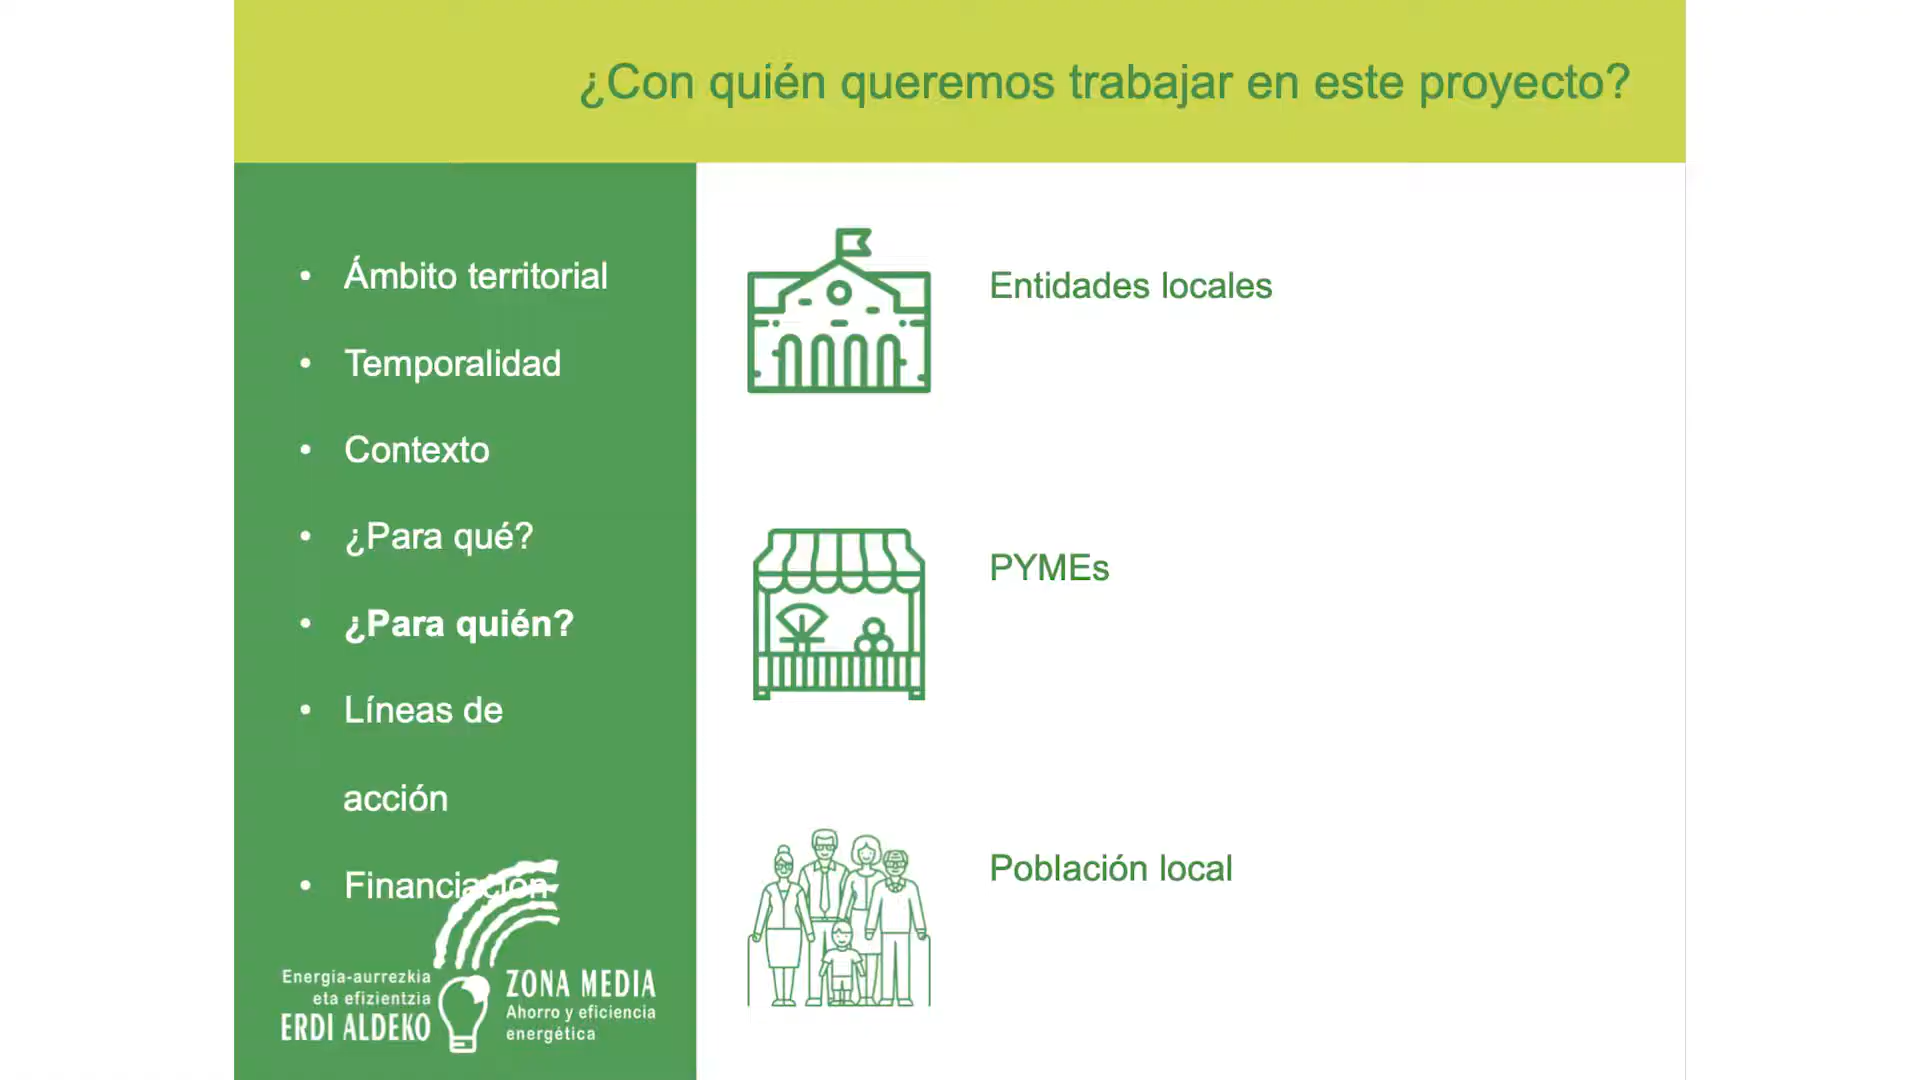 ¿Con quién queremos trabajar en este proyecto?
• Ámbito territorial
• Temporalidad
• Contexto
• ¿Para qué?
• ¿Para quién?
• Líneas de
acción
• Financiación
Energia-aurrezkia
eta efizientzia
ERDI ALDEKO
ZONA MEDIA
Ahorro y eficiencia
energética
Entidades locales
PYMEs
Población local